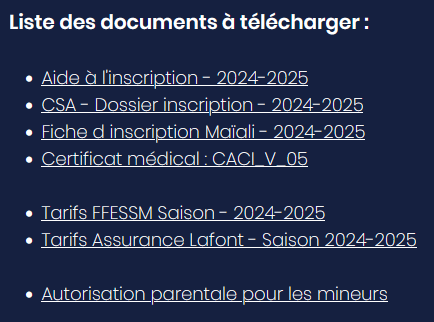 Liste des documents à télécharger :
Aide à l'inscription - 2024-2025
CSA - Dossier inscription - 2024-2025
Fiche d inscription Maïali - 2024-2025
Certificat médical : CACI_V_05
Tarifs FFESSM Saison - 2024-2025
Tarifs Assurance Lafont - Saison 2024-2025
Autorisation parentale pour les mineurs